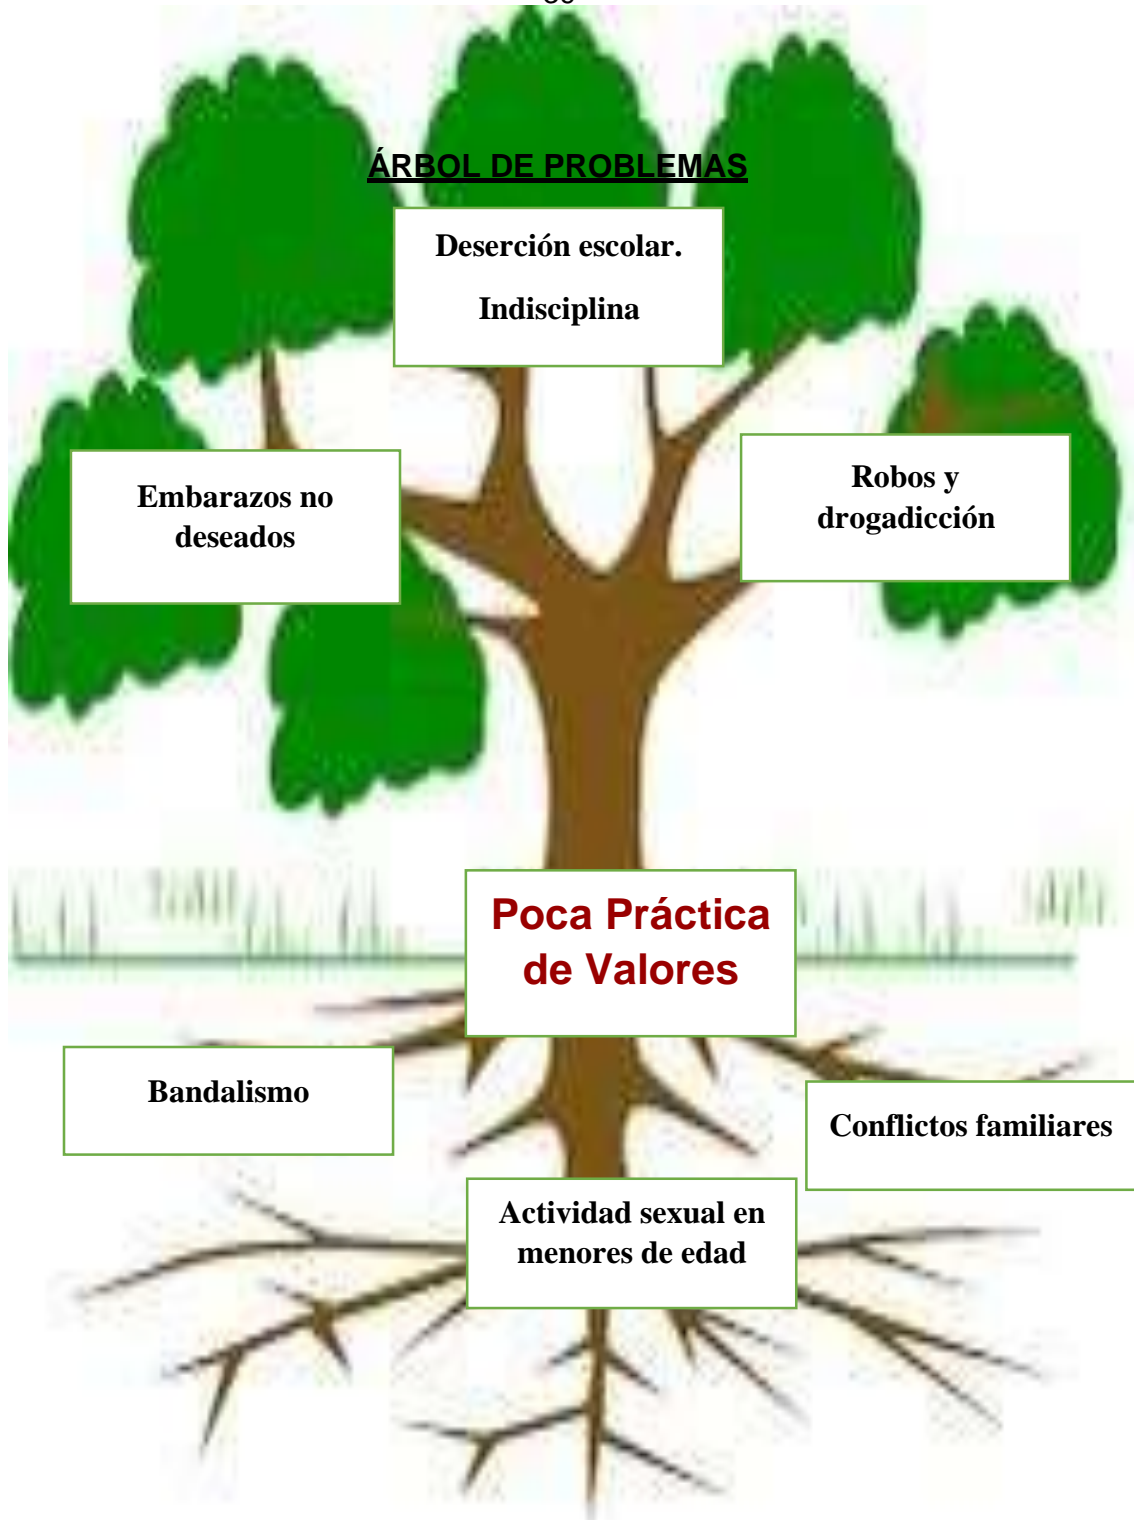 ÁRBOL DE PROBLEMAS
Deserción escolar.
Indisciplina
Embarazos no
deseados
Robos y
drogadicción
Poca Práctica
de Valores
Bandalismo
Conflictos familiares
Actividad sexual en
menores de edad